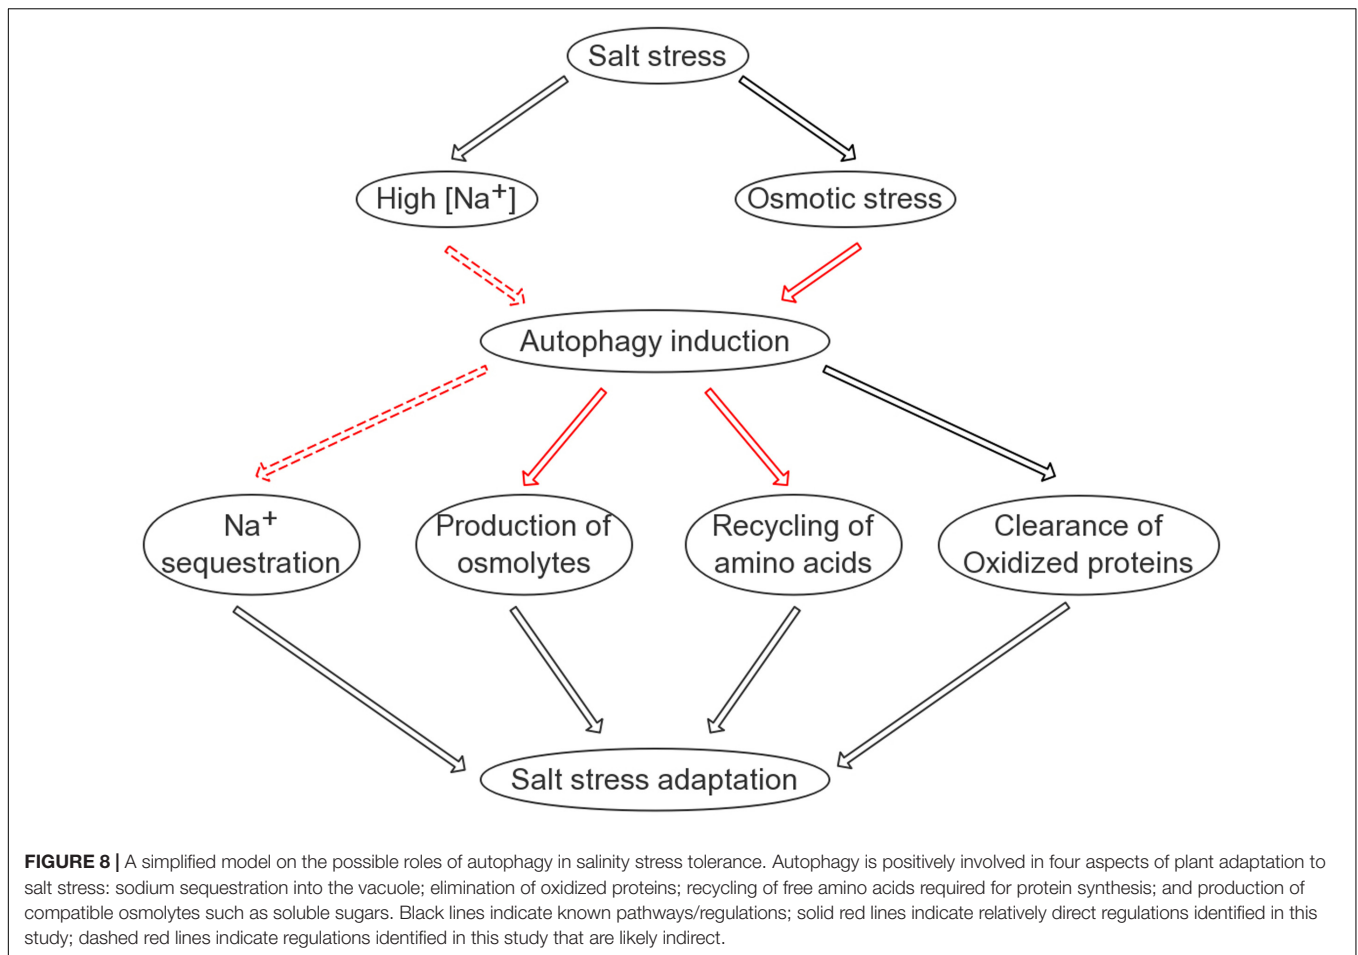 Salt stress
High [Na+]
Osmotic stress
Autophagy induction
Na+
sequestration
Production of
osmolytes
Recycling of
amino acids
Clearance of
Oxidized proteins
Salt stress adaptation
FIGURE 8 | A simplified model on the possible roles of autophagy in salinity stress tolerance. Autophagy is positively involved in four aspects of plant adaptation to
salt stress: sodium sequestration into the vacuole; elimination of oxidized proteins; recycling of free amino acids required for protein synthesis; and production of
compatible osmolytes such as soluble sugars. Black lines indicate known pathways/regulations; solid red lines indicate relatively direct regulations identified in this
study; dashed red lines indicate regulations identified in this study that are likely indirect.